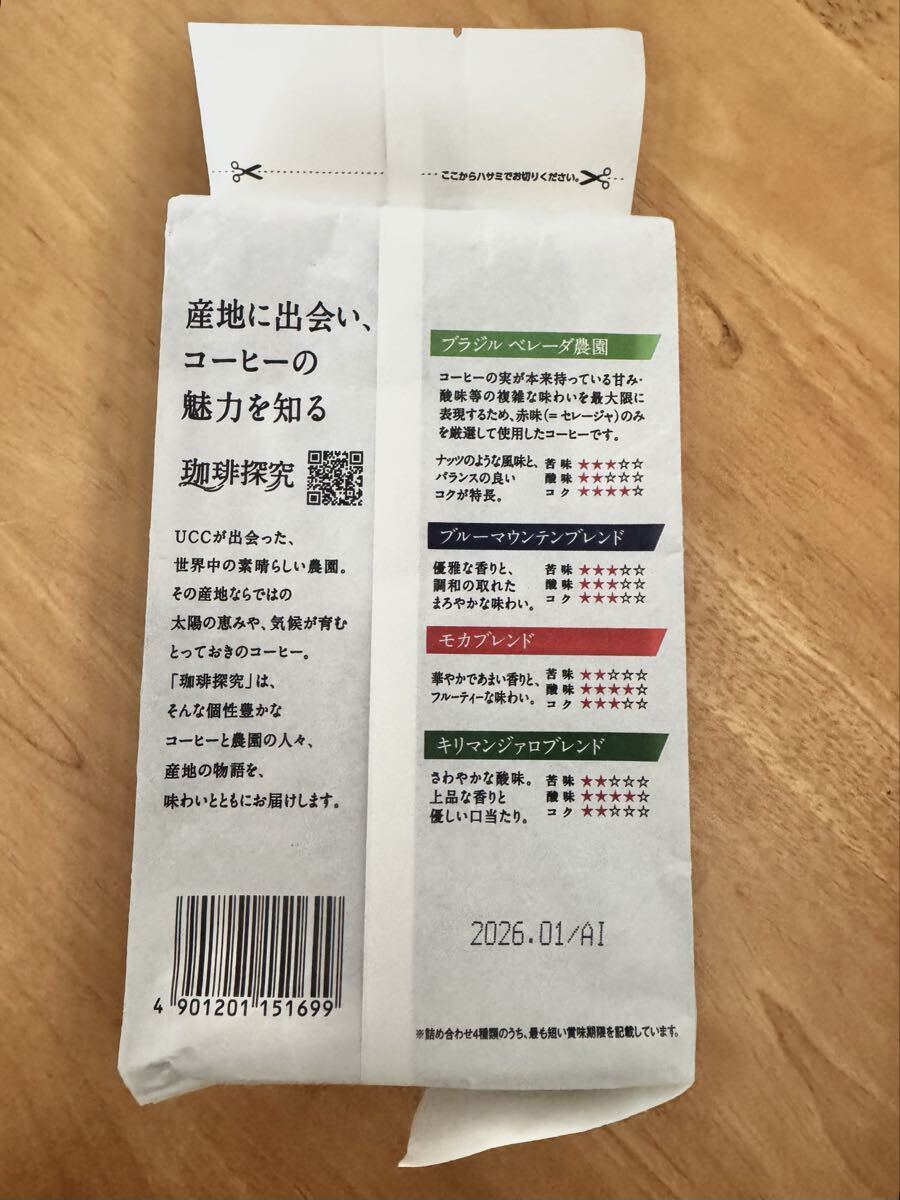 ここからハサミでお切りください。
産地に出会い、
コーヒーの
魅力を知る
珈琲探究
UCCが出会った、
世界中の素晴らしい農園。
その産地ならではの
太陽の恵みや、気候が育む
とっておきのコーヒー。
「珈琲探究」は、
そんな個性豊かな
コーヒーと農園の人々、
産地の物語を、
味わいとともにお届けします。
4 901201 151699
ブラジル ベレーダ農園
コーヒーの実が本来持っている甘み・
酸味等の複雑な味わいを最大限に
表現するため、赤味(=セレージャ)のみ
を厳選して使用したコーヒーです。
ナッツのような風味と、
バランスの良い
コクが特長。
苦味 ★★★☆☆
酸味 ★★☆☆☆
コク ★★★★☆
ブルーマウンテンブレンド
優雅な香りと、
調和の取れた
まろやかな味わい。
苦味 ★★★☆☆
酸味 ★★★☆☆
コク ★★★☆☆
モカブレンド
華やかであまい香りと、
フルーティーな味わい。
苦味 ★★☆☆☆
酸味 ★★★★☆
コク ★★★☆☆
キリマンジァロブレンド
さわやかな酸味。
上品な香りと
優しい口当たり。
苦味 ★★☆☆☆
酸味 ★★★★☆
コク ★★☆☆☆
2026.01/AI
※詰め合わせ4種類のうち、最も短い賞味期限を記載しています。